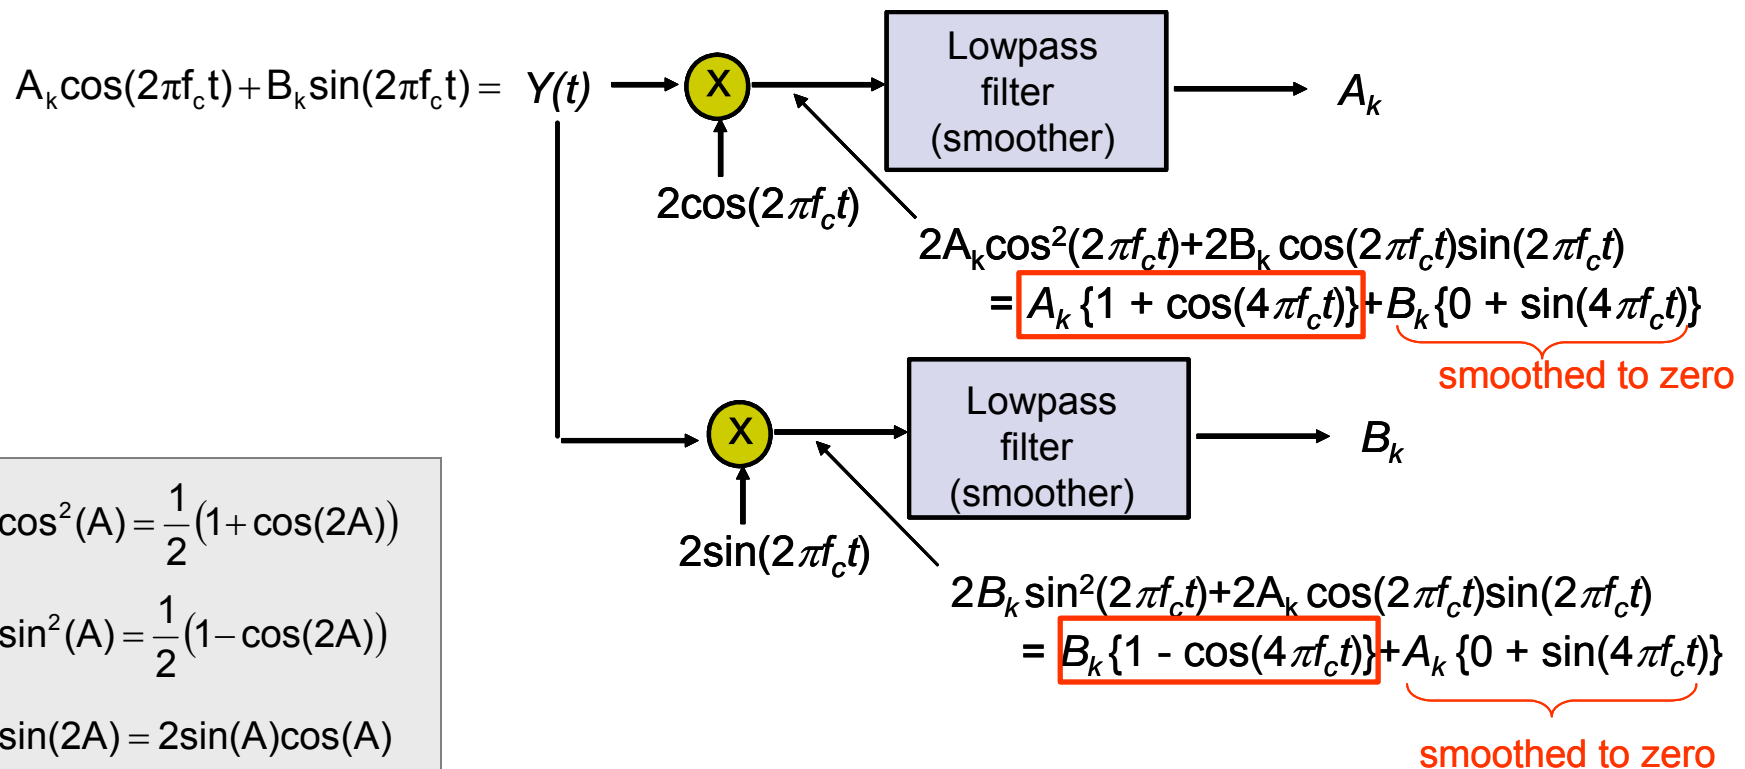 A_k cos(2πf_c t) + B_k sin(2πf_c t) = Y(t)
X
Lowpass
filter
(smoother)
A_k
2cos(2πf_c t)
2A_k cos²(2πf_c t)+2B_k cos(2πf_c t)sin(2πf_c t)
= A_k {1 + cos(4πf_c t)}+B_k {0 + sin(4πf_c t)}
smoothed to zero
X
Lowpass
filter
(smoother)
B_k
2sin(2πf_c t)
2B_k sin²(2πf_c t)+2A_k cos(2πf_c t)sin(2πf_c t)
= B_k {1 - cos(4πf_c t)}+A_k {0 + sin(4πf_c t)}
smoothed to zero
cos²(A) = 1/2 (1 + cos(2A))
sin²(A) = 1/2 (1 − cos(2A))
sin(2A) = 2sin(A)cos(A)